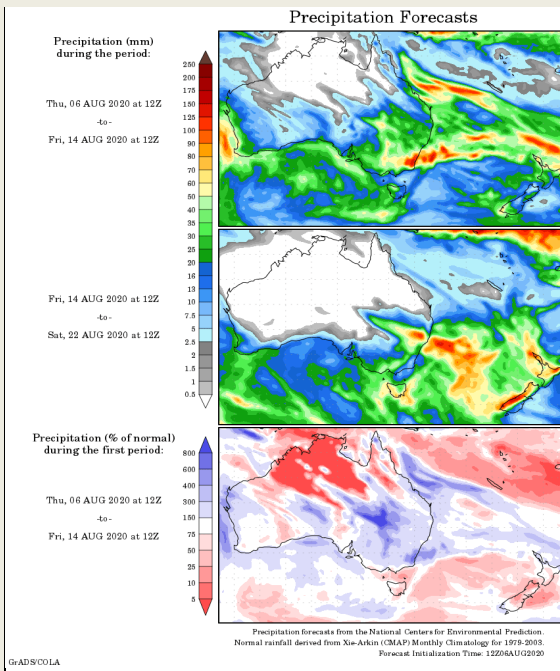 Precipitation Forecasts
Precipitation (mm)
during the period:
Thu, 06 AUG 2020 at 12Z
-to-
Fri, 14 AUG 2020 at 12Z
250
200
175
150
125
100
90
80
70
60
50
45
40
35
30
25
20
16
13
10
7.5
5
2.5
2
1.5
1
0.5
Fri, 14 AUG 2020 at 12Z
-to-
Sat, 22 AUG 2020 at 12Z
Precipitation (% of normal)
during the first period:
Thu, 06 AUG 2020 at 12Z
-to-
Fri, 14 AUG 2020 at 12Z
800
600
400
300
150
75
50
25
10
5
Precipitation forecasts from the National Centers for Environmental Prediction.
Normal rainfall derived from Xie-Arkin (CMAP) Monthly Climatology for 1979-2003.
Forecast Initialization Time: 12Z06AUG2020
GrADS/COLA